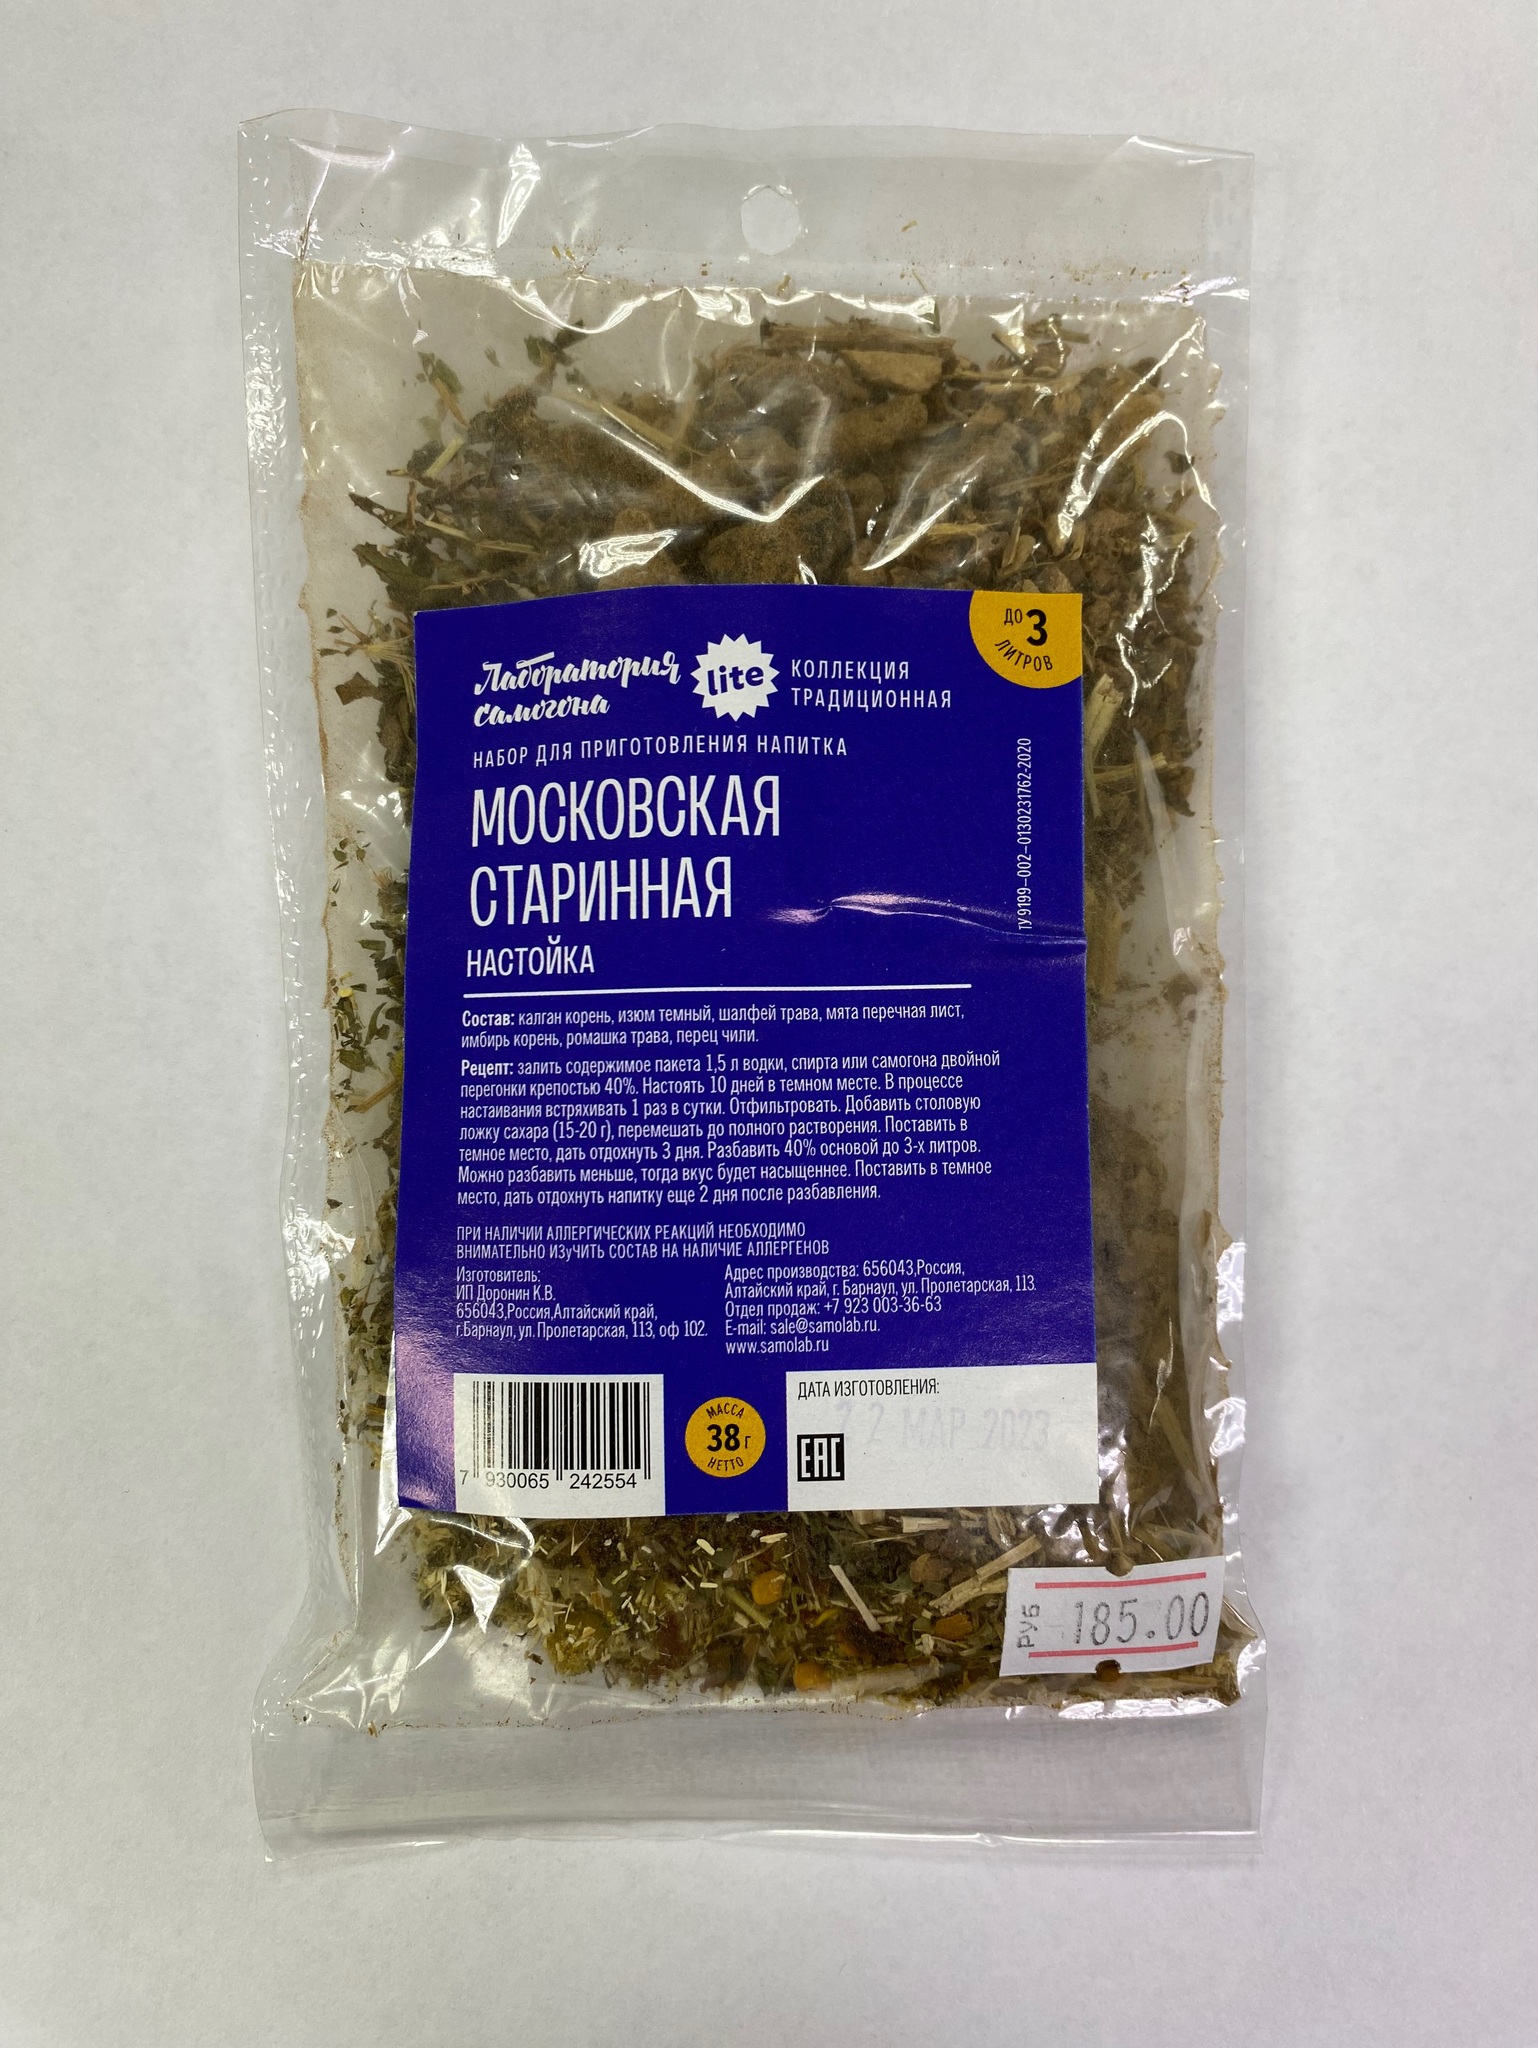 ДО 3
ЛИТРОВ
Лаборатория
самогона
lite
КОЛЛЕКЦИЯ
ТРАДИЦИОННАЯ
НАБОР ДЛЯ ПРИГОТОВЛЕНИЯ НАПИТКА
МОСКОВСКАЯ
СТАРИННАЯ
НАСТОЙКА
ТУ 9199–002–0130231762-2020
Состав: калган корень, изюм темный, шалфей трава, мята перечная лист,
имбирь корень, ромашка трава, перец чили.
Рецепт: залить содержимое пакета 1,5 л водки, спирта или самогона двойной
перегонки крепостью 40%. Настоять 10 дней в темном месте. В процессе
настаивания встряхивать 1 раз в сутки. Отфильтровать. Добавить столовую
ложку сахара (15-20 г), перемешать до полного растворения. Поставить в
темное место, дать отдохнуть 3 дня. Разбавить 40% основой до 3-х литров.
Можно разбавить меньше, тогда вкус будет насыщеннее. Поставить в темное
место, дать отдохнуть напитку еще 2 дня после разбавления.
ПРИ НАЛИЧИИ АЛЛЕРГИЧЕСКИХ РЕАКЦИЙ НЕОБХОДИМО
ВНИМАТЕЛЬНО ИЗуЧИТЬ СОСТАВ НА НАЛИЧИЕ АЛЛЕРГЕНОВ
Изготовитель:
ИП Доронин К.В.
656043,Россия,Алтайский край,
г.Барнаул, ул. Пролетарская, 113, оф 102.
Адрес производства: 656043,Россия,
Алтайский край, г. Барнаул, ул. Пролетарская, 113.
Отдел продаж: +7 923 003-36-63
E-mail: sale@samolab.ru.
www.samolab.ru
7 930065 242554
МАССА
38 г
НЕТТО
ДАТА ИЗГОТОВЛЕНИЯ:
22 МАР 2023
EAC
РУБ 185.00